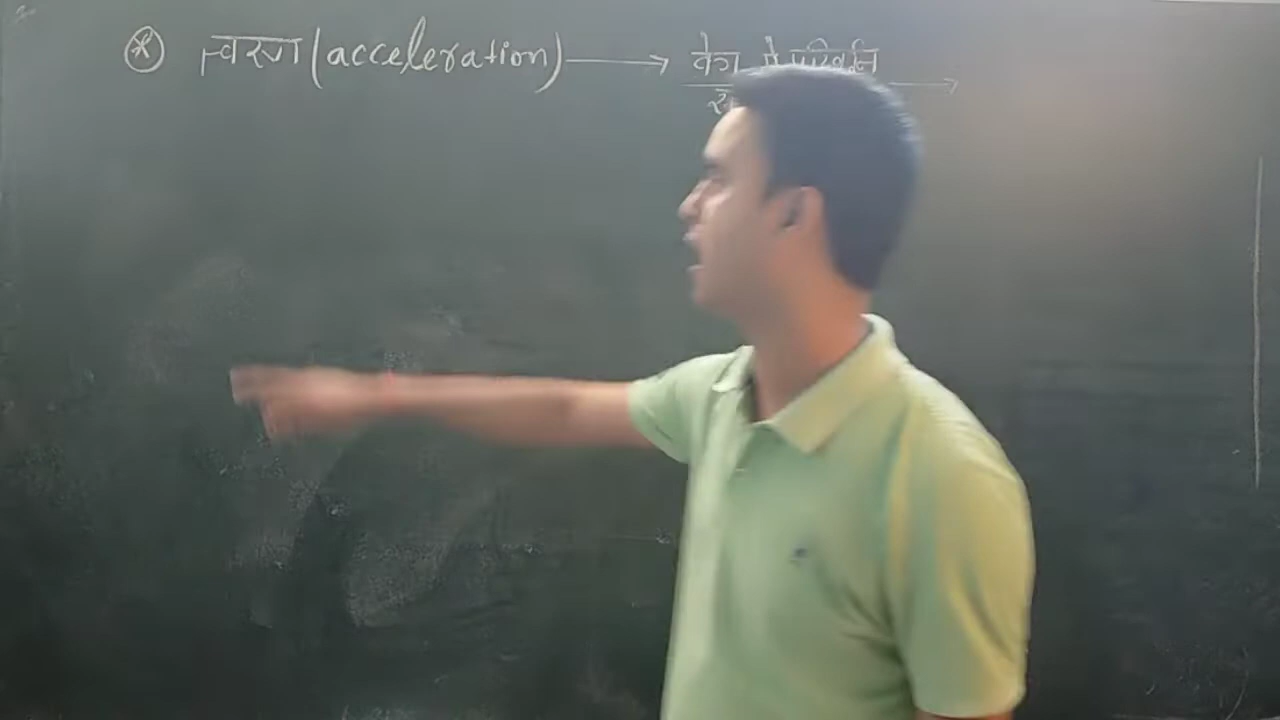 * त्वरण (acceleration) → वेग में परिवर्तन →